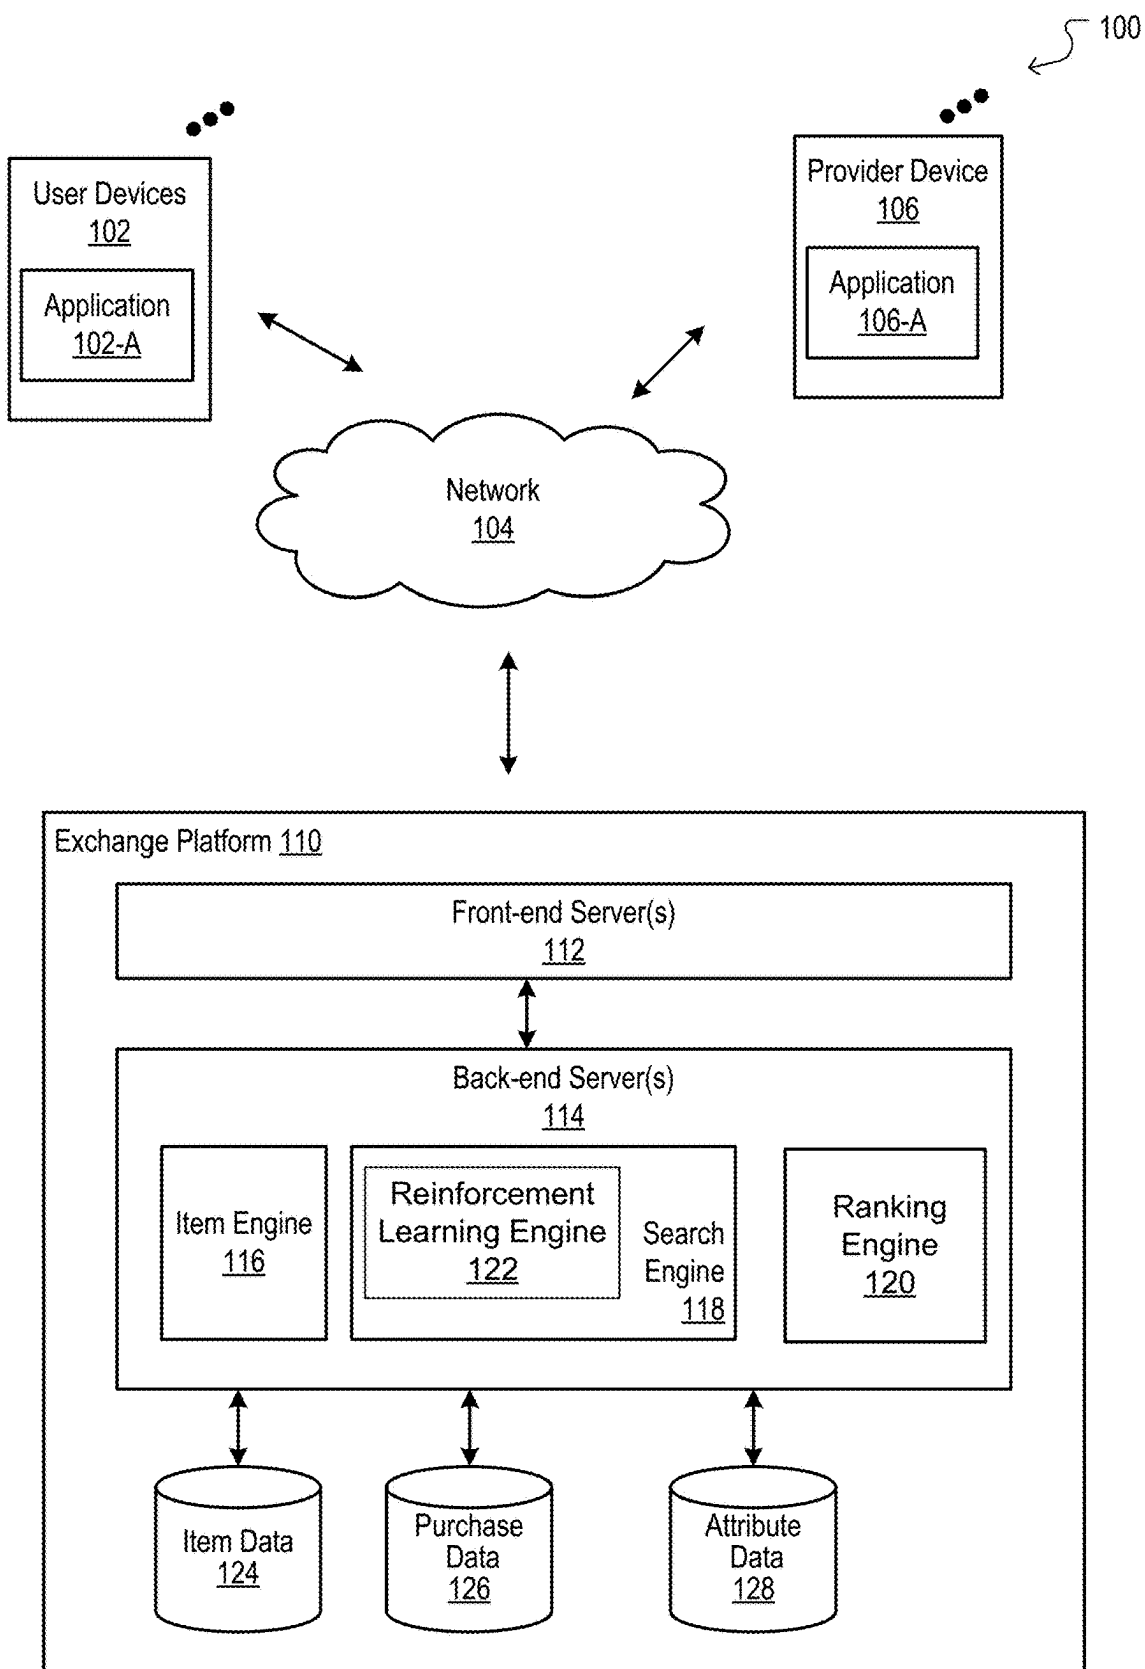 100
User Devices
102
Application
102-A
Provider Device
106
Application
106-A
Network
104
Exchange Platform 110
Front-end Server(s)
112
Back-end Server(s)
114
Item Engine
116
Reinforcement
Learning Engine
122
Search
Engine
118
Ranking
Engine
120
Item Data
124
Purchase
Data
126
Attribute
Data
128